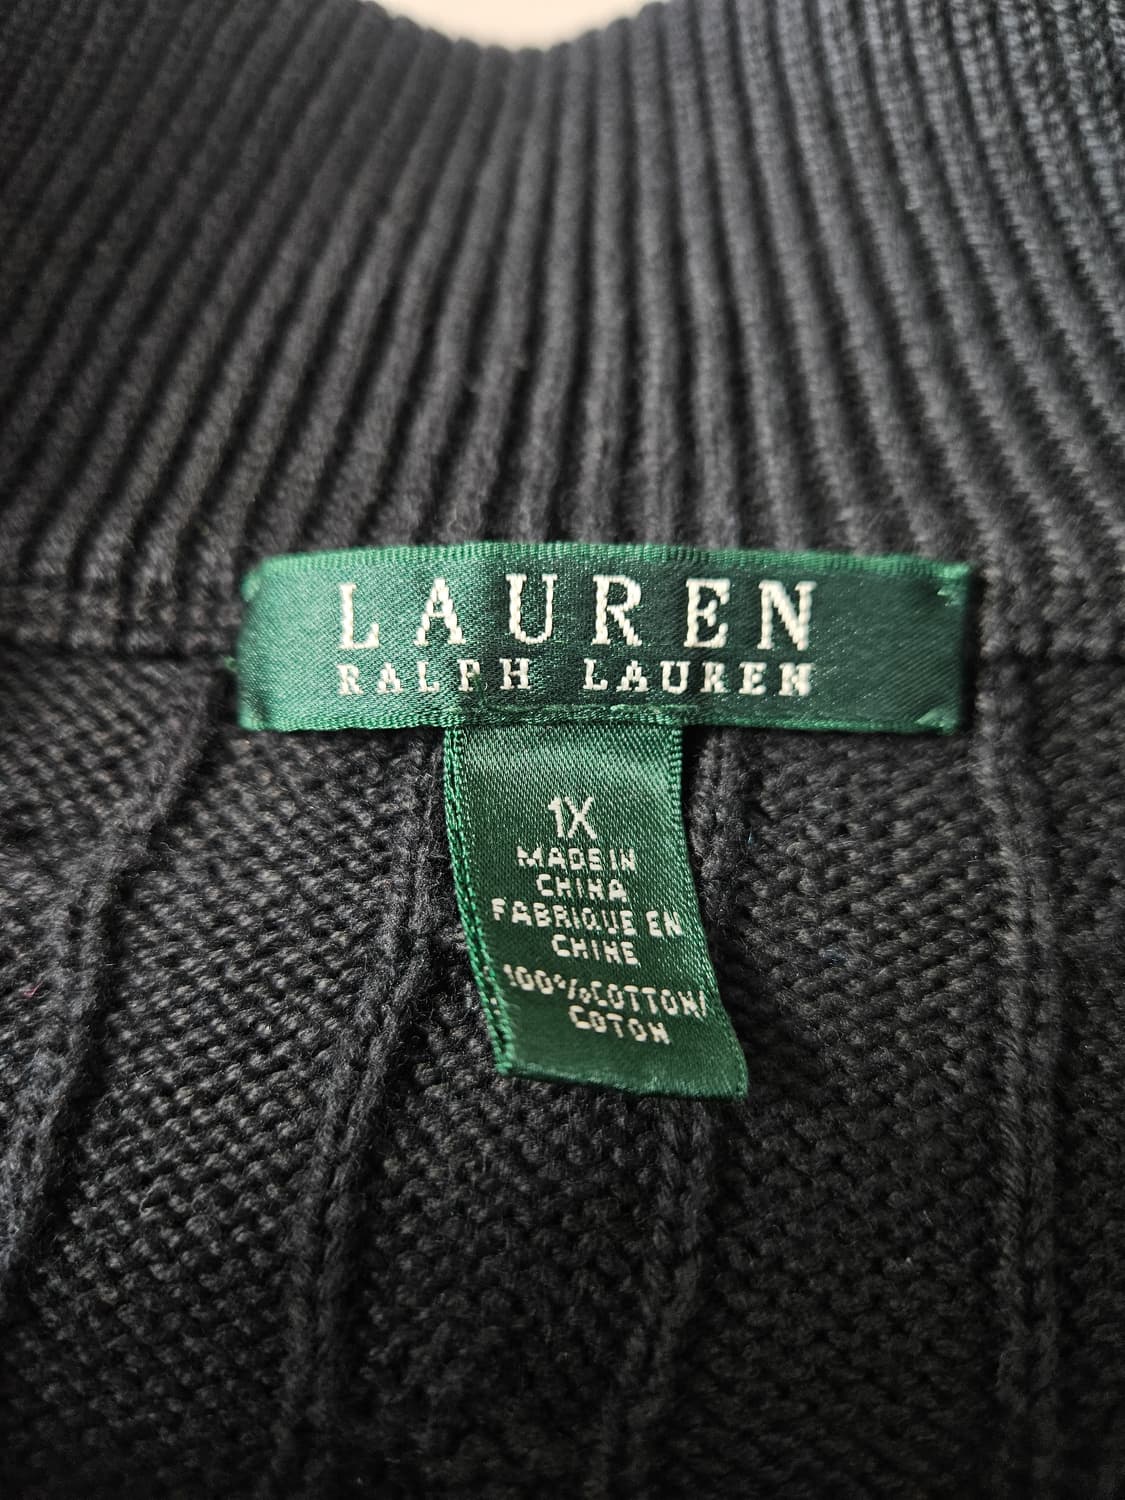 LAUREN
RALPH LAUREN
1X
MADE IN
CHINA
FABRIQUE EN
CHINE
100%COTTON/
COTON